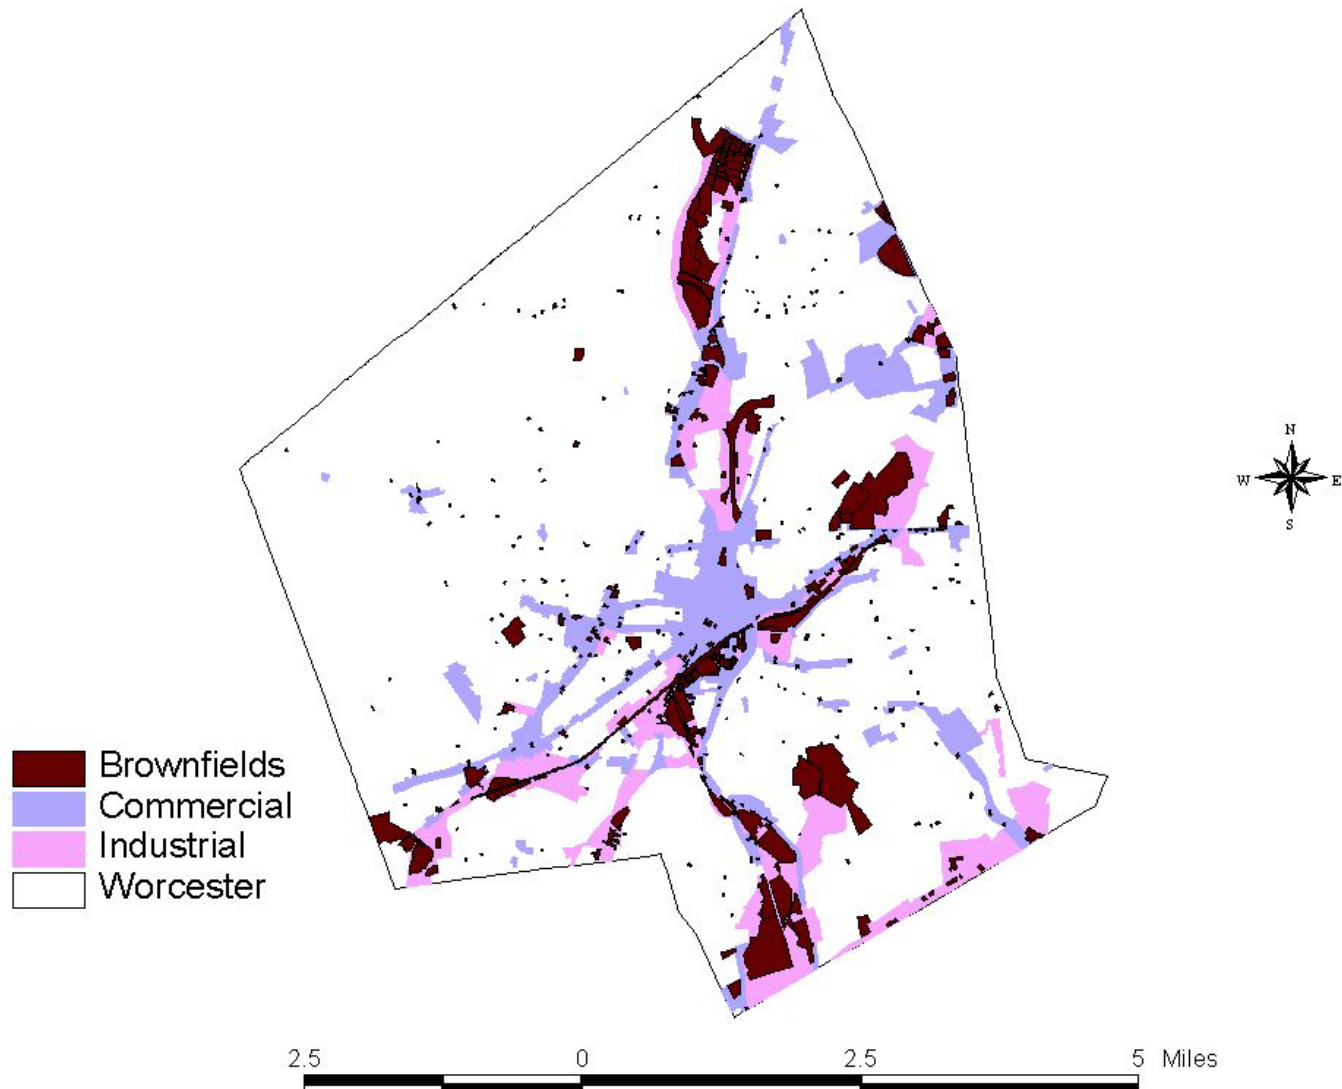 N
W E
S
Brownfields
Commercial
Industrial
Worcester
2.5 0 2.5 5 Miles